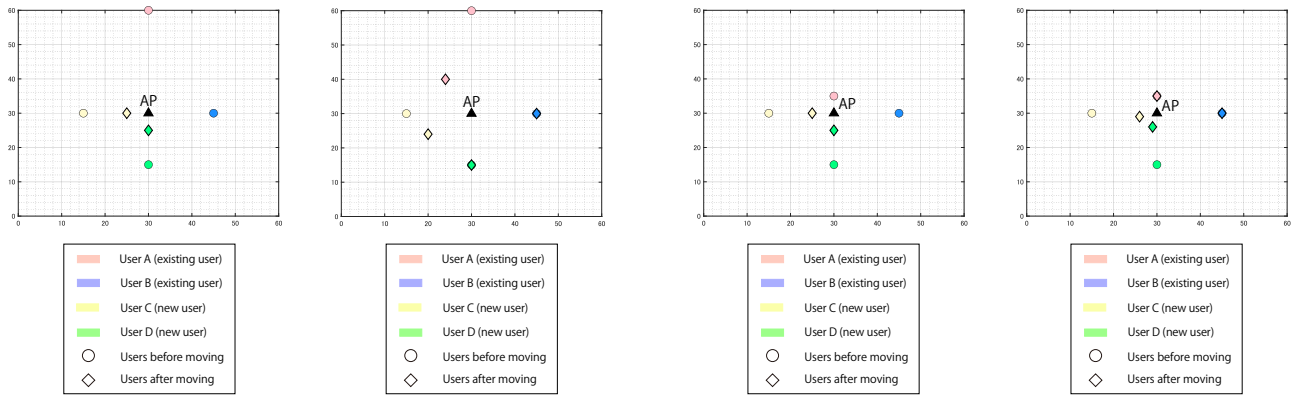 60
50
40
30
20
10
0
0 10 20 30 40 50 60
AP
User A (existing user)
User B (existing user)
User C (new user)
User D (new user)
Users before moving
Users after moving
60
50
40
30
20
10
0
0 10 20 30 40 50 60
AP
User A (existing user)
User B (existing user)
User C (new user)
User D (new user)
Users before moving
Users after moving
60
50
40
30
20
10
0
0 10 20 30 40 50 60
AP
User A (existing user)
User B (existing user)
User C (new user)
User D (new user)
Users before moving
Users after moving
60
50
40
30
20
10
0
0 10 20 30 40 50 60
AP
User A (existing user)
User B (existing user)
User C (new user)
User D (new user)
Users before moving
Users after moving